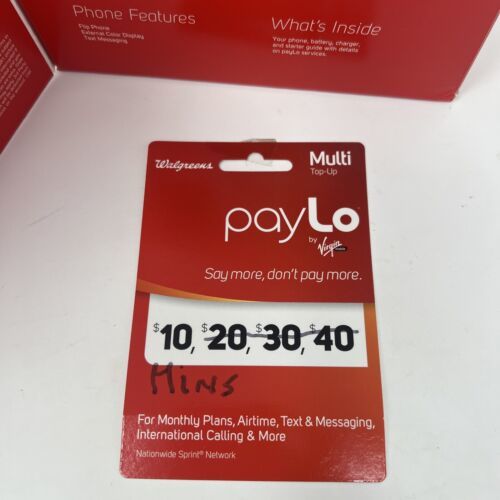 Phone Features
Flip Phone
External Color Display
Text Messaging
What's Inside
Your phone, battery, charger,
and starter guide with details
on payLo services.
Walgreens
Multi
Top-Up
payLo
by Virgin mobile
Say more, don't pay more.
$10, $20, $30, $40
Mins
For Monthly Plans, Airtime, Text & Messaging,
International Calling & More
Nationwide Sprint® Network